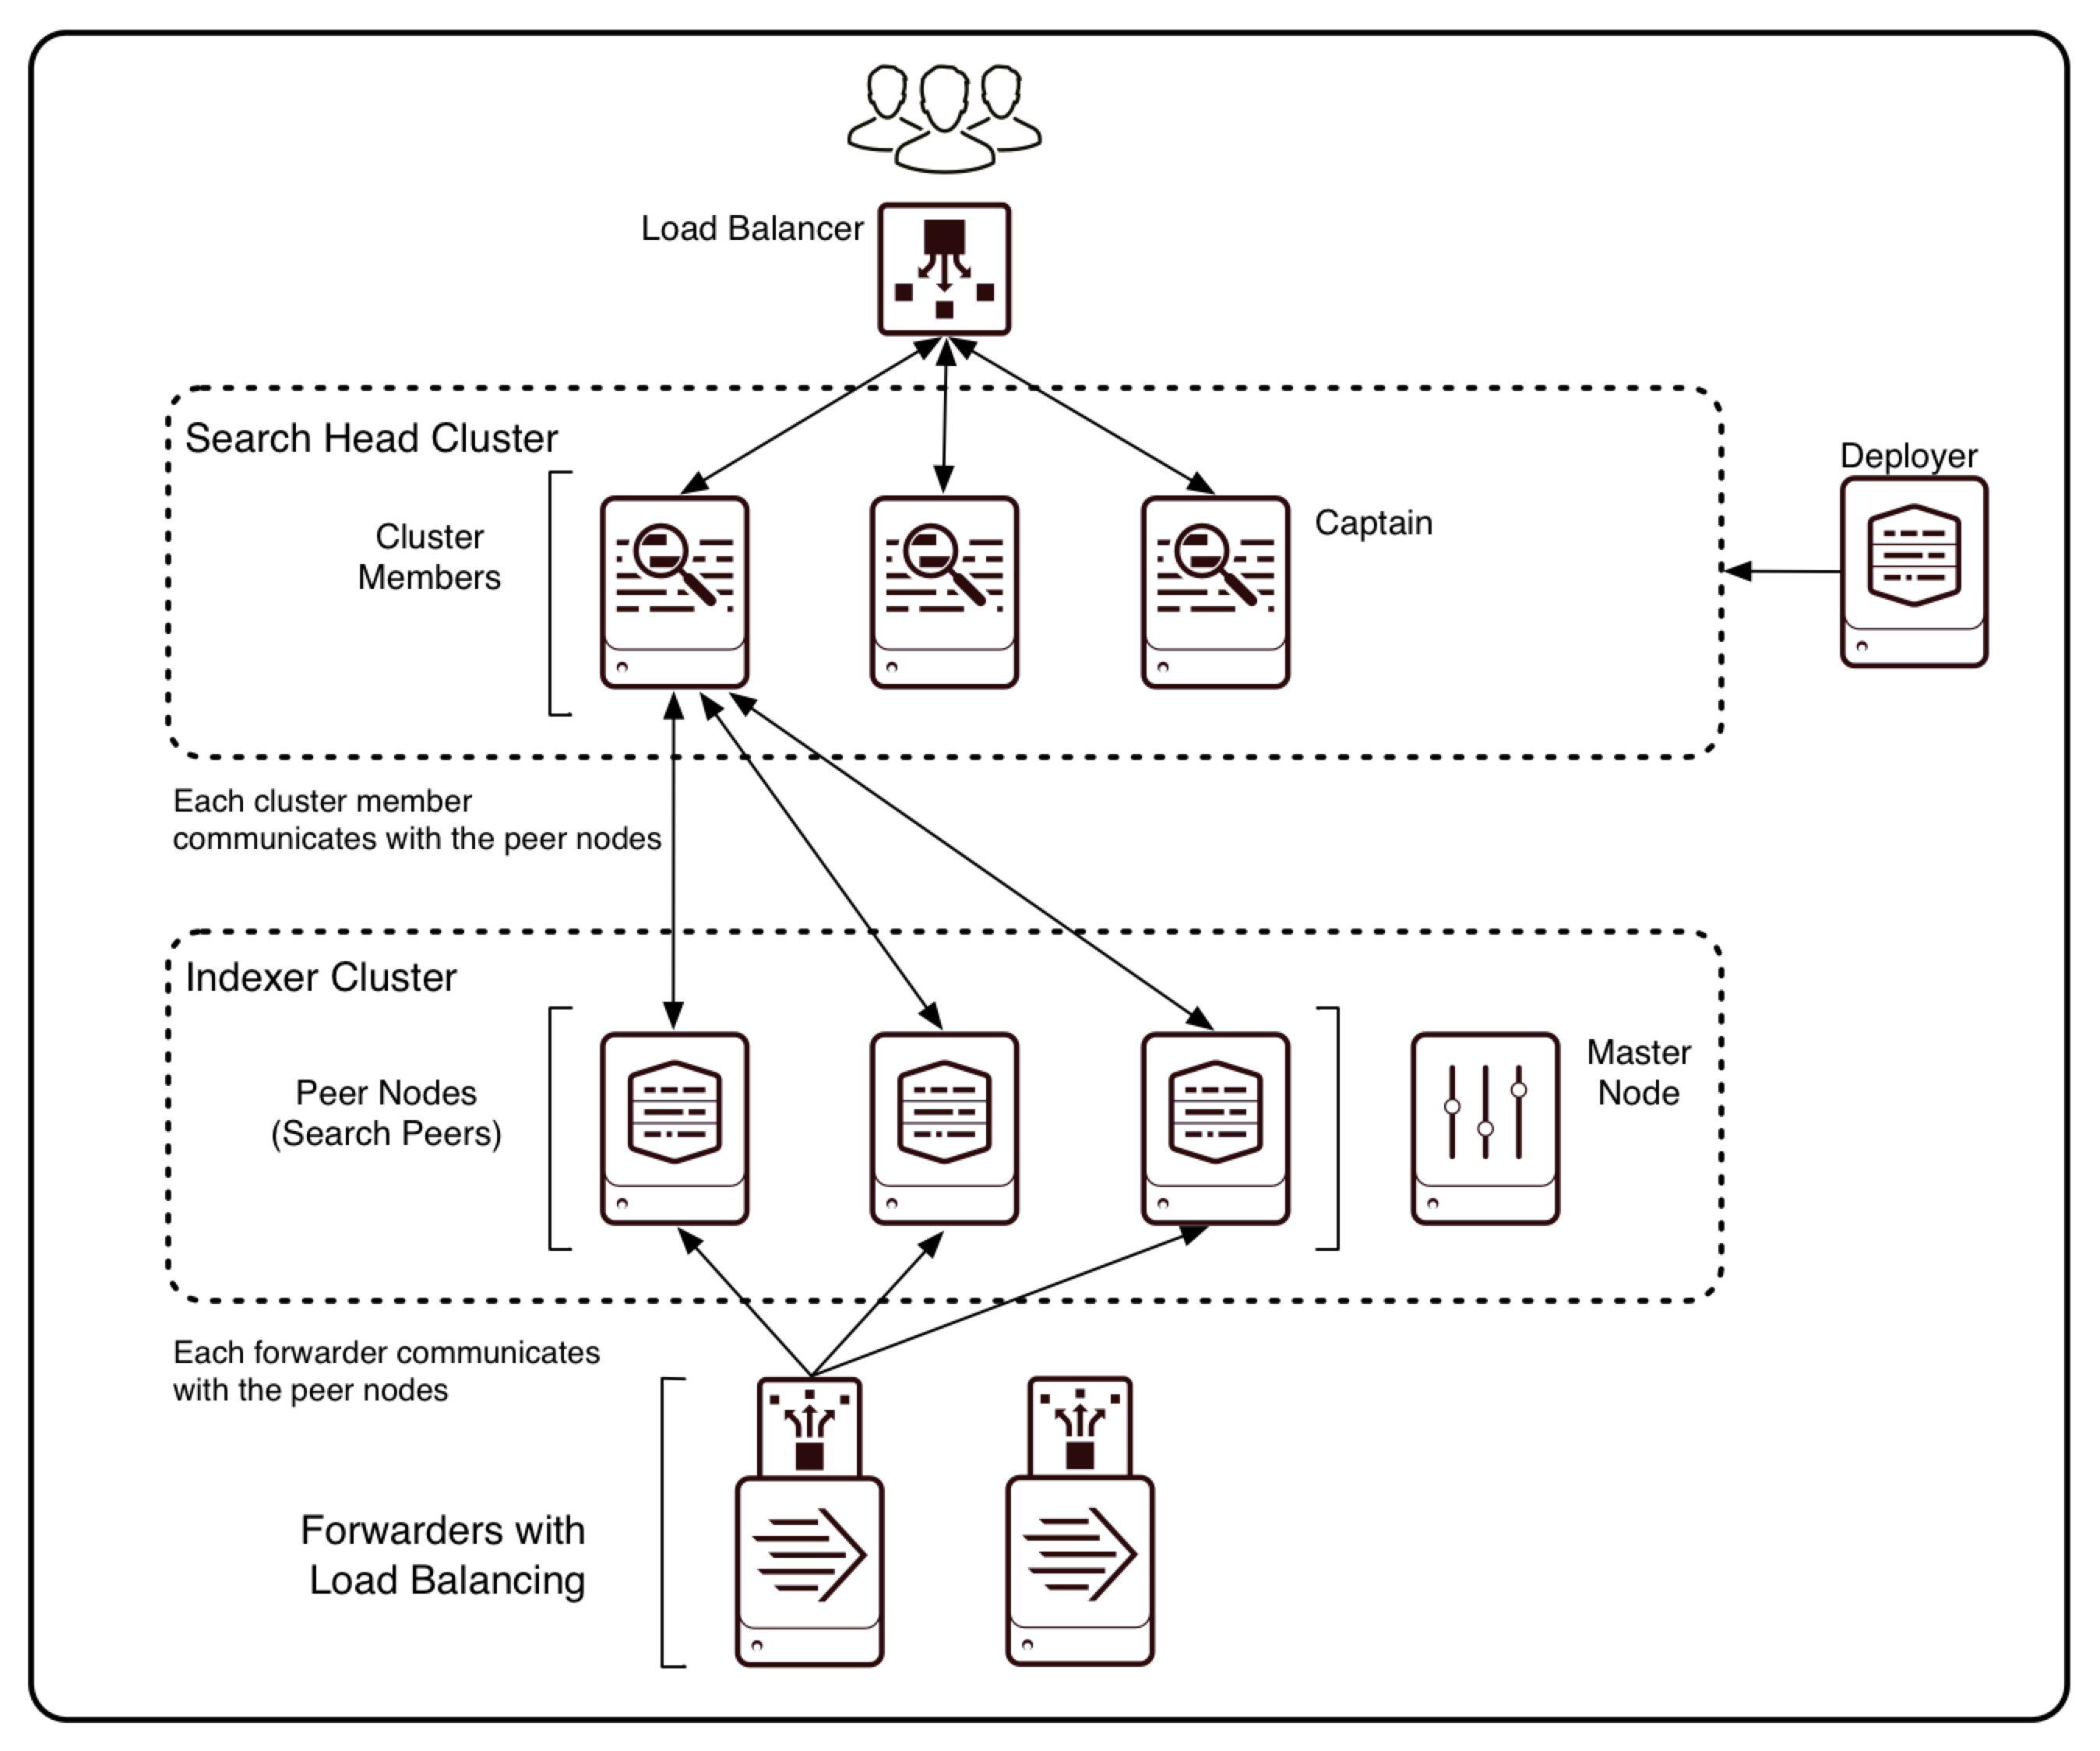 Load Balancer
Search Head Cluster
Deployer
Cluster
Members
Captain
Each cluster member
communicates with the peer nodes
Indexer Cluster
Peer Nodes
(Search Peers)
Master
Node
Each forwarder communicates
with the peer nodes
Forwarders with
Load Balancing